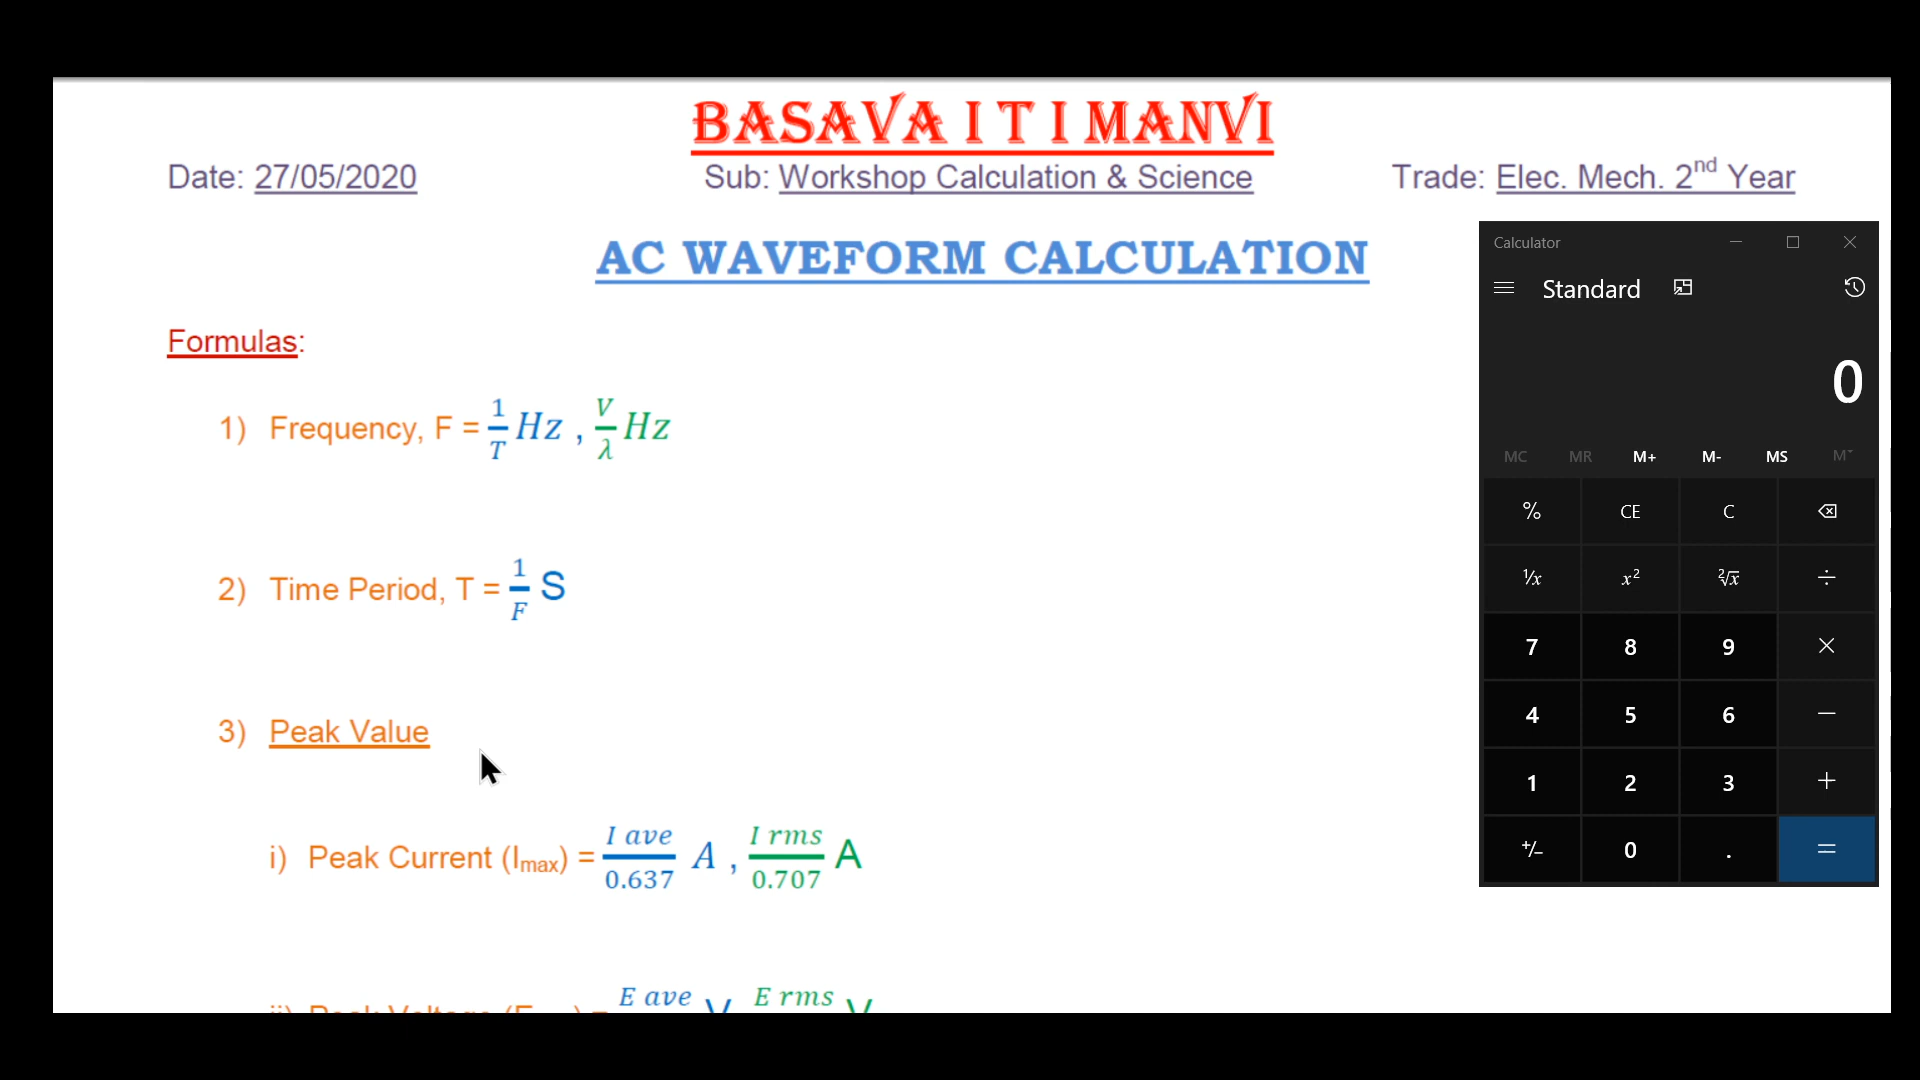 BASAVA I T I MANVI
Date: 27/05/2020 Sub: Workshop Calculation & Science Trade: Elec. Mech. 2nd Year
AC WAVEFORM CALCULATION
Formulas:
1) Frequency, F = 1/T Hz , V/λ Hz
2) Time Period, T = 1/F S
3) Peak Value
i) Peak Current (Imax) = I ave/0.637 A , I rms/0.707 A
E ave V E rms V
Calculator
Standard
0
MC MR M+ M- MS M˅
% CE C
1/x x² ²√x ÷
7 8 9 ×
4 5 6 −
1 2 3 +
+/− 0 . =